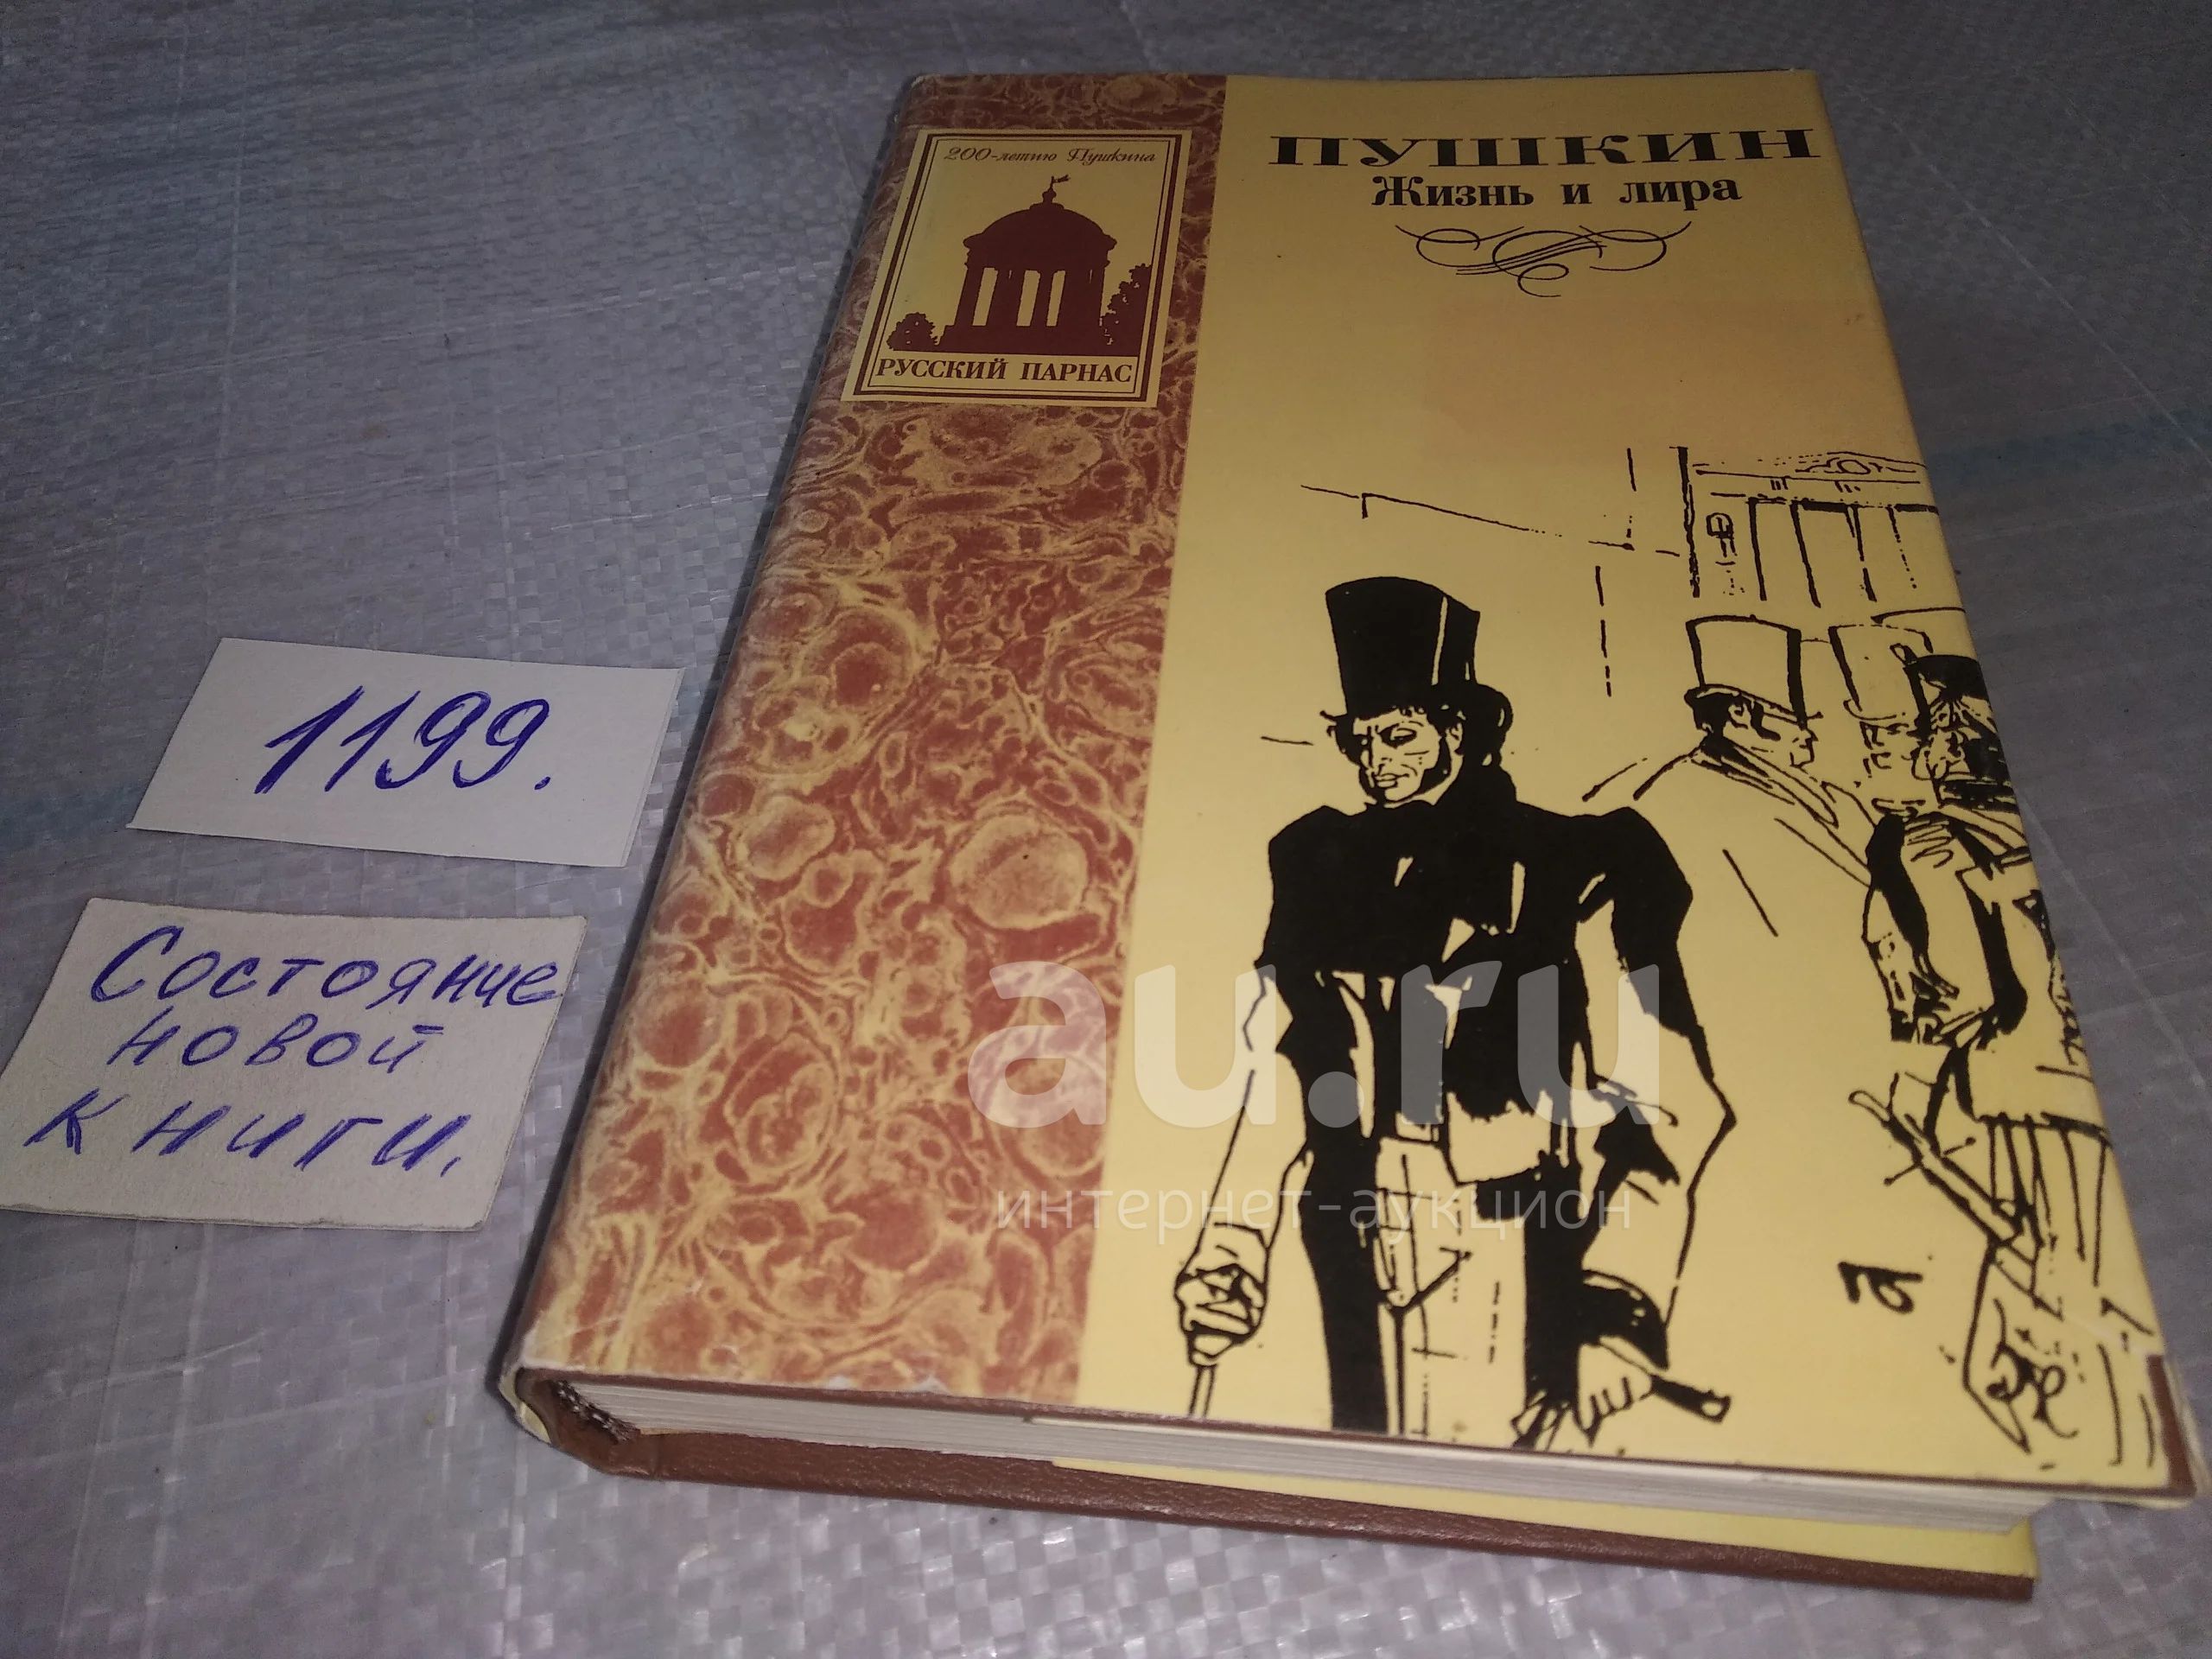 200-летию Пушкина
РУССКИЙ ПАРНАС
ПУШКИН
Жизнь и лира
1199.
Состояние
новой
книги.
au.ru
интернет-аукцион